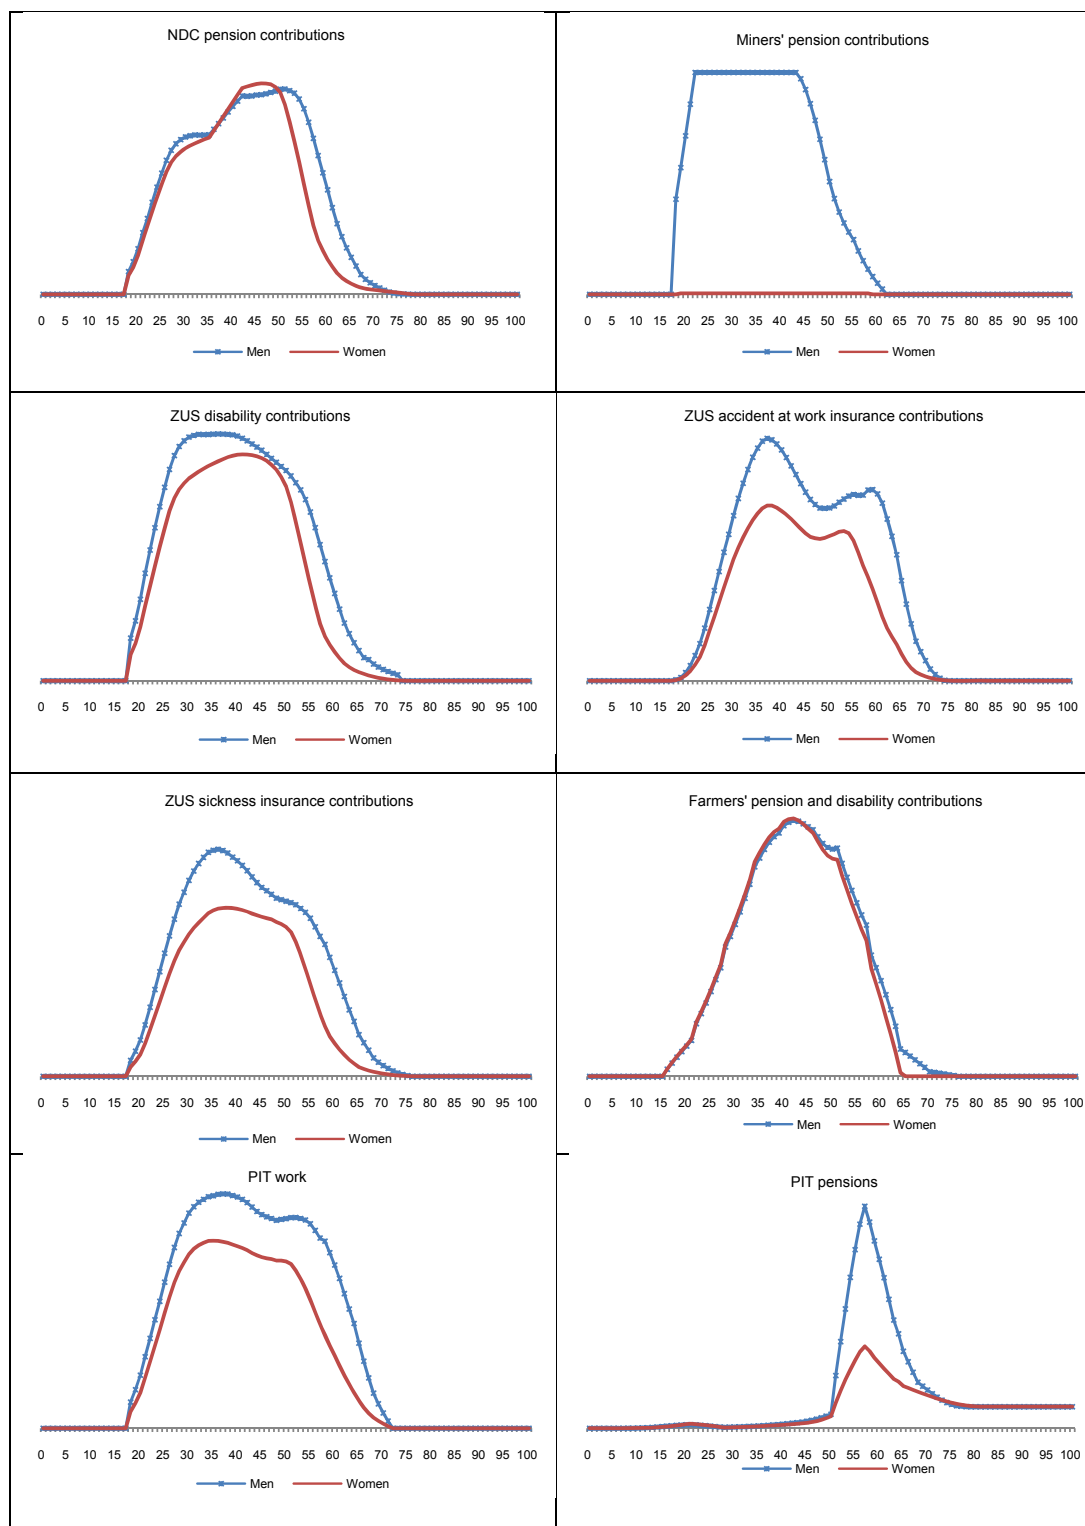 NDC pension contributions
0 5 10 15 20 25 30 35 40 45 50 55 60 65 70 75 80 85 90 95 100
Men Women
Miners' pension contributions
0 5 10 15 20 25 30 35 40 45 50 55 60 65 70 75 80 85 90 95 100
Men Women
ZUS disability contributions
0 5 10 15 20 25 30 35 40 45 50 55 60 65 70 75 80 85 90 95 100
Men Women
ZUS accident at work insurance contributions
0 5 10 15 20 25 30 35 40 45 50 55 60 65 70 75 80 85 90 95 100
Men Women
ZUS sickness insurance contributions
0 5 10 15 20 25 30 35 40 45 50 55 60 65 70 75 80 85 90 95 100
Men Women
Farmers' pension and disability contributions
0 5 10 15 20 25 30 35 40 45 50 55 60 65 70 75 80 85 90 95 100
Men Women
PIT work
0 5 10 15 20 25 30 35 40 45 50 55 60 65 70 75 80 85 90 95 100
Men Women
PIT pensions
0 5 10 15 20 25 30 35 40 45 50 55 60 65 70 75 80 85 90 95 100
Men Women